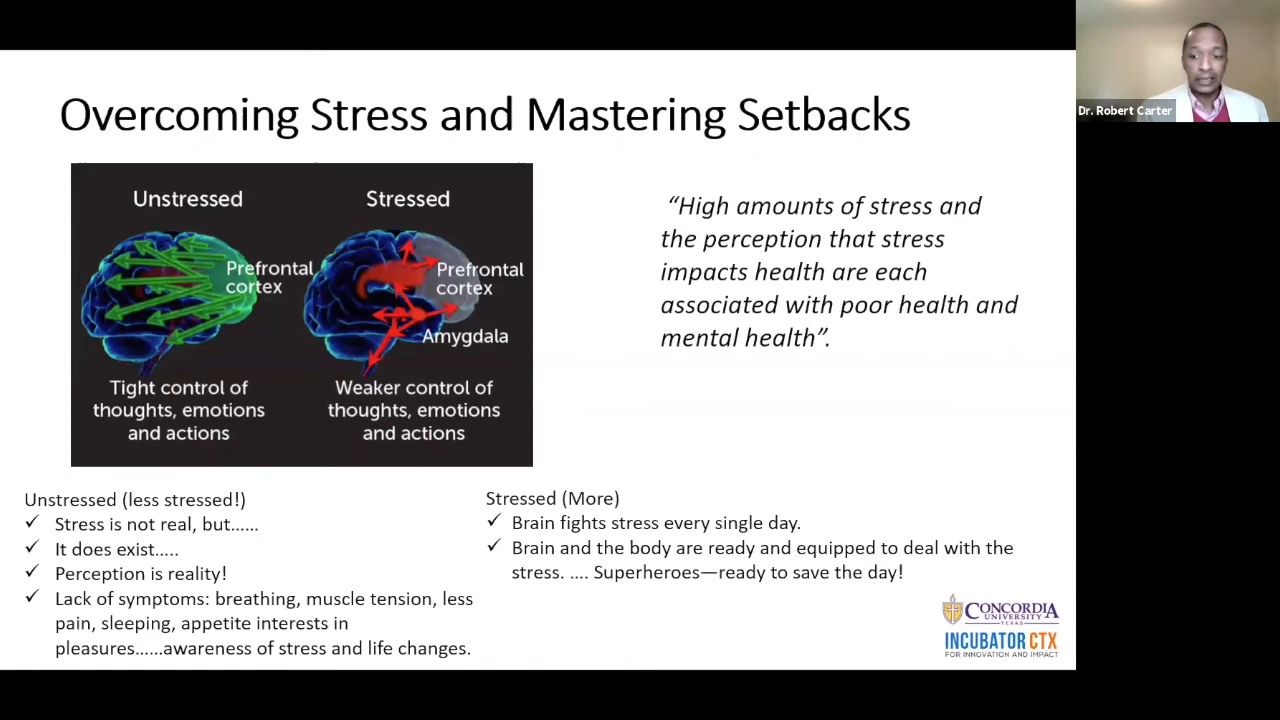 Dr. Robert Carter
Overcoming Stress and Mastering Setbacks
Unstressed
Stressed
Prefrontal
cortex
Prefrontal
cortex
Amygdala
Tight control of
thoughts, emotions
and actions
Weaker control of
thoughts, emotions
and actions
“High amounts of stress and
the perception that stress
impacts health are each
associated with poor health and
mental health”.
Unstressed (less stressed!)
✓ Stress is not real, but……
✓ It does exist…..
✓ Perception is reality!
✓ Lack of symptoms: breathing, muscle tension, less
pain, sleeping, appetite interests in
pleasures……awareness of stress and life changes.
Stressed (More)
✓ Brain fights stress every single day.
✓ Brain and the body are ready and equipped to deal with the
stress. …. Superheroes—ready to save the day!
CONCORDIA
UNIVERSITY
TEXAS
INCUBATOR CTX
FOR INNOVATION AND IMPACT